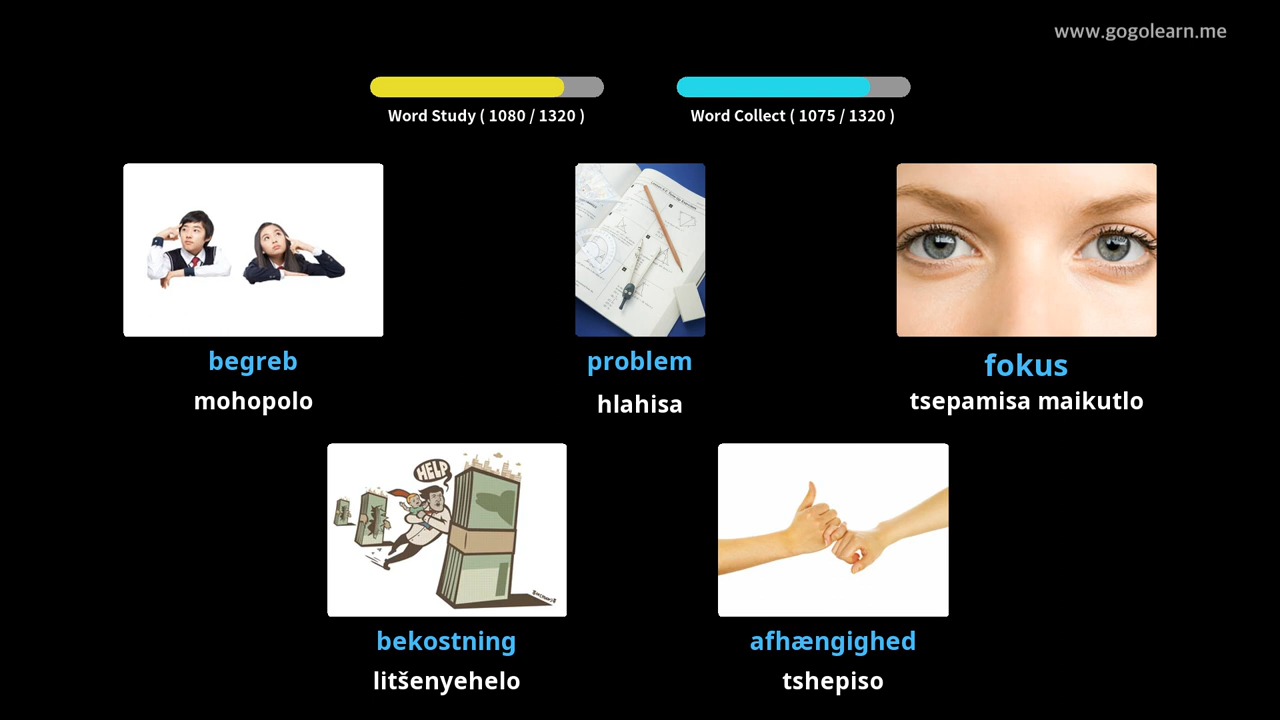 www.gogolearn.me
Word Study ( 1080 / 1320 )
Word Collect ( 1075 / 1320 )
begreb
mohopolo
problem
hlahisa
fokus
tsepamisa maikutlo
HELP
bekostning
litšenyehelo
afhængighed
tshepiso